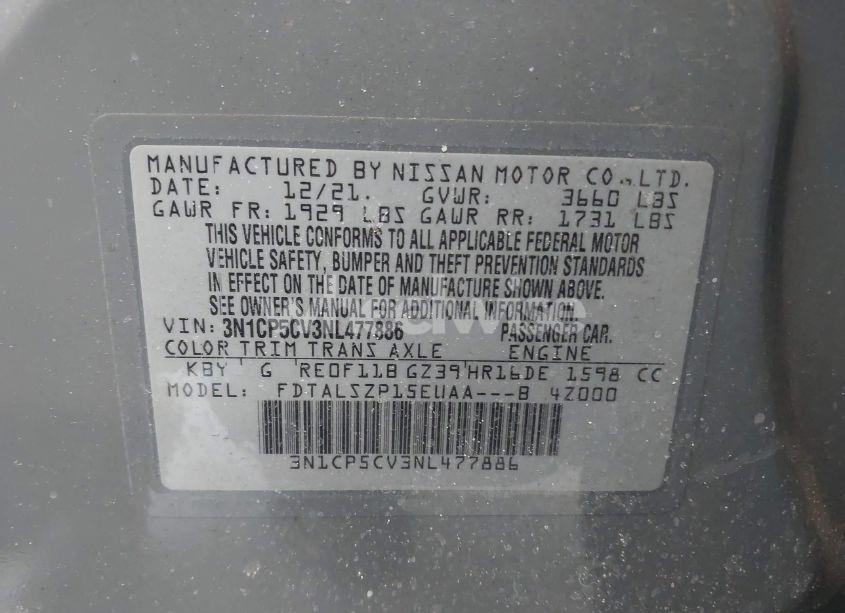 MANUFACTURED BY NISSAN MOTOR CO., LTD.
DATE: 12/21. GVWR: 3660 LBS
GAWR FR: 1929 LBS GAWR RR: 1731 LBS
THIS VEHICLE CONFORMS TO ALL APPLICABLE FEDERAL MOTOR
VEHICLE SAFETY, BUMPER AND THEFT PREVENTION STANDARDS
IN EFFECT ON THE DATE OF MANUFACTURE SHOWN ABOVE.
SEE OWNER'S MANUAL FOR ADDITIONAL INFORMATION.
VIN: 3N1CP5CV3NL477886 PASSENGER CAR.
COLOR TRIM TRANS AXLE ENGINE
KBY G RE0F11B GZ39 HR16DE 1598 CC
MODEL: FDTALSZP15EUAA---B 4Z000
3N1CP5CV3NL477886